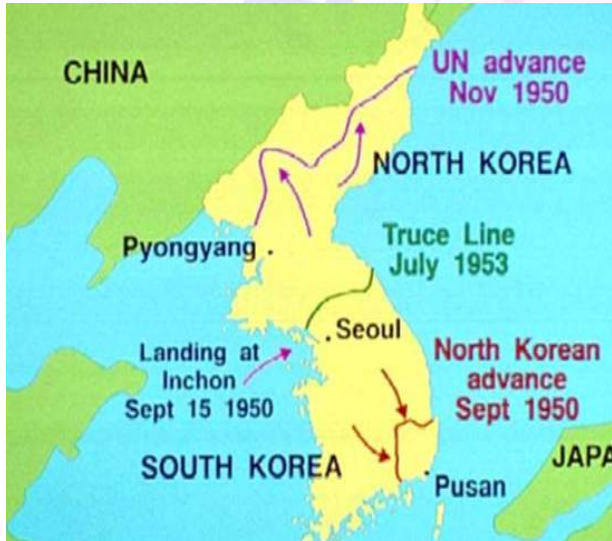 CHINA
UN advance
Nov 1950
NORTH KOREA
Pyongyang
Truce Line
July 1953
Seoul
Landing at
Inchon
Sept 15 1950
North Korean
advance
Sept 1950
SOUTH KOREA
JAPA
Pusan